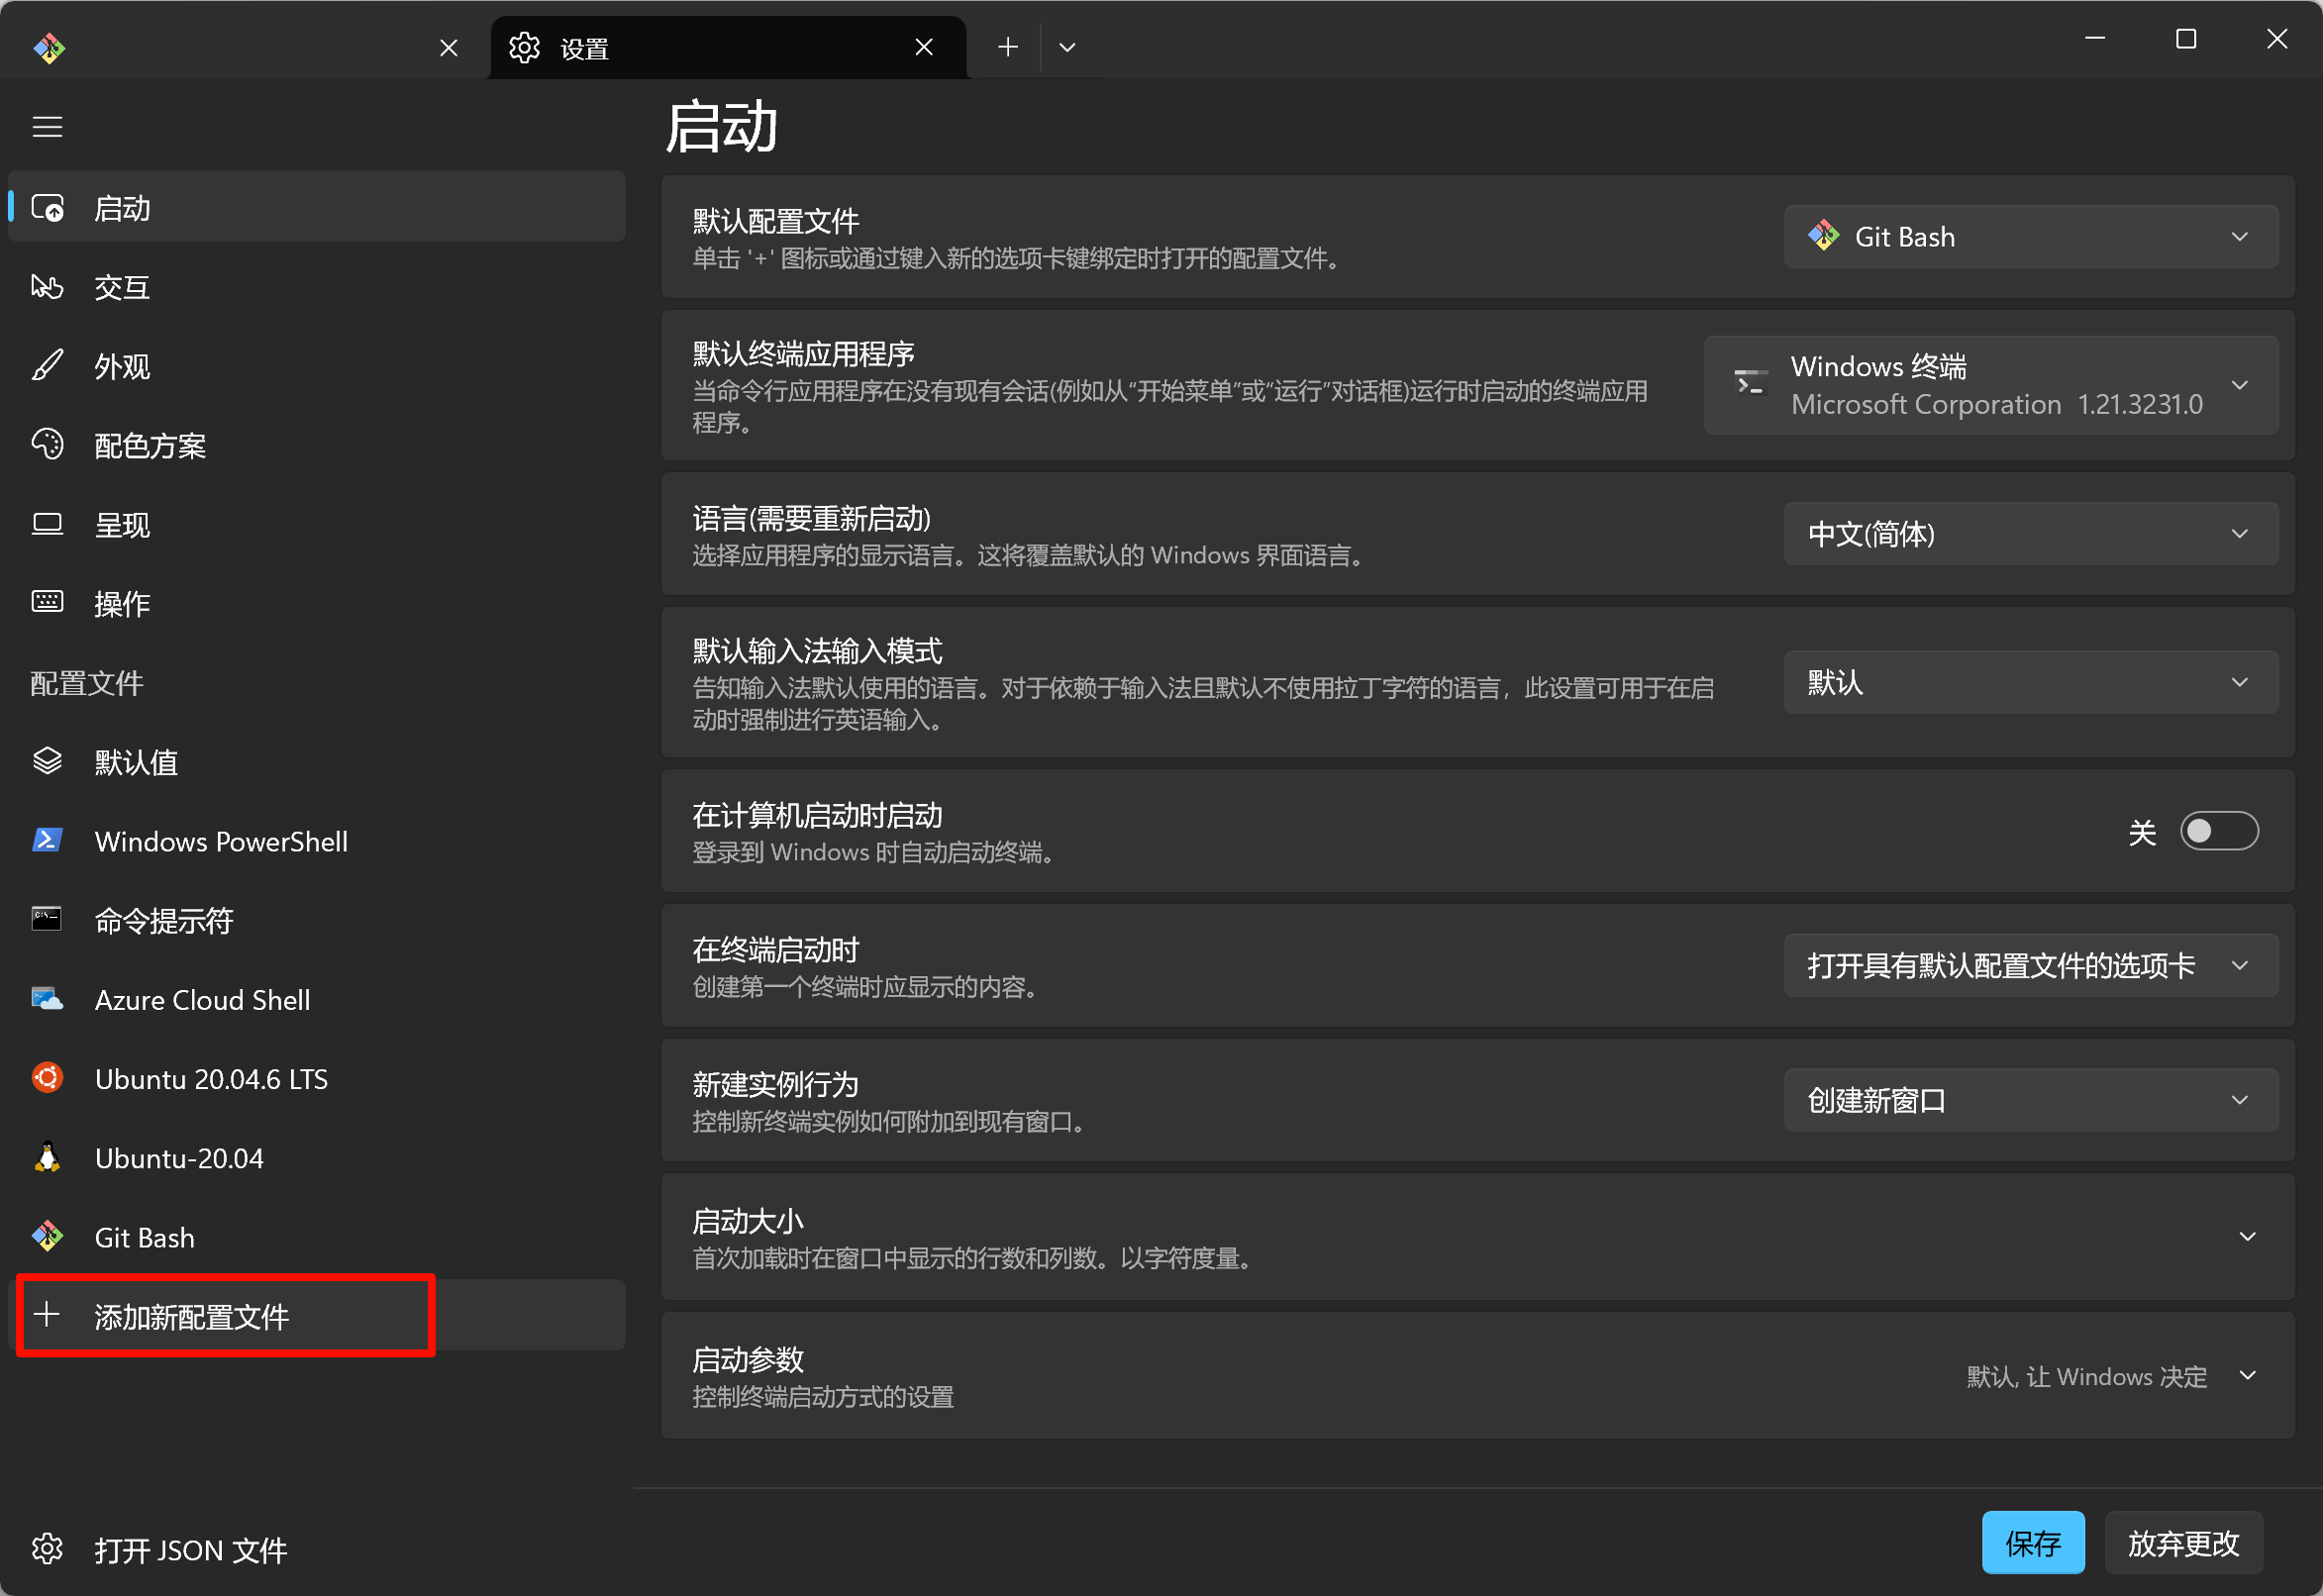 设置
启动
交互
外观
配色方案
呈现
操作
配置文件
默认值
Windows PowerShell
命令提示符
Azure Cloud Shell
Ubuntu 20.04.6 LTS
Ubuntu-20.04
Git Bash
添加新配置文件
打开 JSON 文件
启动
默认配置文件
单击 '+' 图标或通过键入新的选项卡键绑定时打开的配置文件。
Git Bash
默认终端应用程序
当命令行应用程序在没有现有会话(例如从“开始菜单”或“运行”对话框)运行时启动的终端应用
程序。
Windows 终端
Microsoft Corporation 1.21.3231.0
语言(需要重新启动)
选择应用程序的显示语言。这将覆盖默认的 Windows 界面语言。
中文(简体)
默认输入法输入模式
告知输入法默认使用的语言。对于依赖于输入法且默认不使用拉丁字符的语言，此设置可用于在启
动时强制进行英语输入。
默认
在计算机启动时启动
登录到 Windows 时自动启动终端。
关
在终端启动时
创建第一个终端时应显示的内容。
打开具有默认配置文件的选项卡
新建实例行为
控制新终端实例如何附加到现有窗口。
创建新窗口
启动大小
首次加载时在窗口中显示的行数和列数。以字符度量。
启动参数
控制终端启动方式的设置
默认, 让 Windows 决定
保存
放弃更改